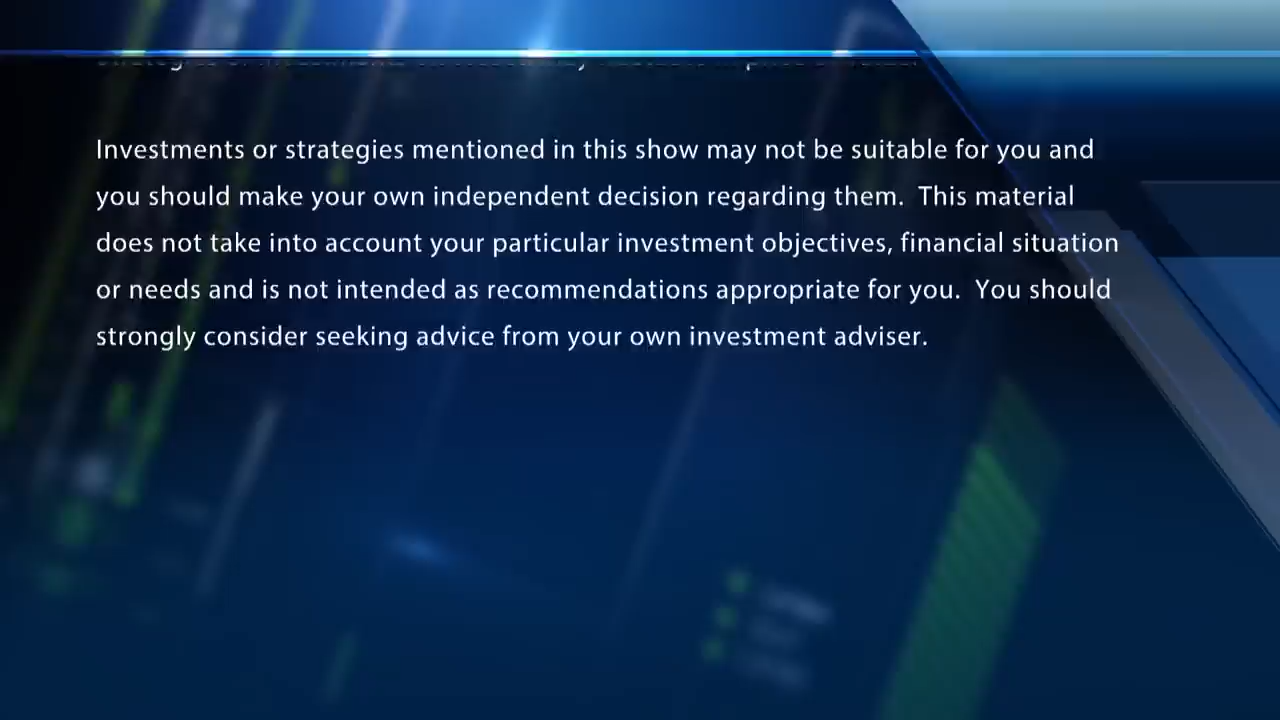 Investments or strategies mentioned in this show may not be suitable for you and
you should make your own independent decision regarding them.  This material
does not take into account your particular investment objectives, financial situation
or needs and is not intended as recommendations appropriate for you.  You should
strongly consider seeking advice from your own investment adviser.